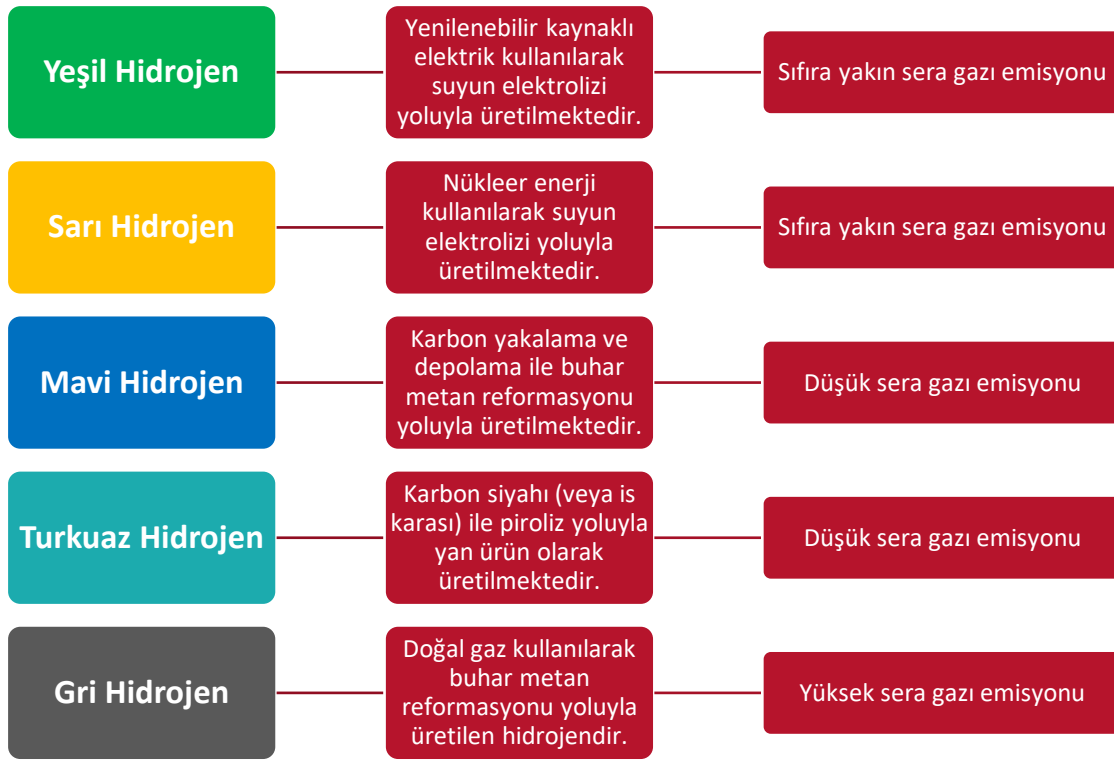 Yeşil Hidrojen
Yenilenebilir kaynaklı
elektrik kullanılarak
suyun elektrolizi
yoluyla üretilmektedir.
Sıfıra yakın sera gazı emisyonu
Sarı Hidrojen
Nükleer enerji
kullanılarak suyun
elektrolizi yoluyla
üretilmektedir.
Sıfıra yakın sera gazı emisyonu
Mavi Hidrojen
Karbon yakalama ve
depolama ile buhar
metan reformasyonu
yoluyla üretilmektedir.
Düşük sera gazı emisyonu
Turkuaz Hidrojen
Karbon siyahı (veya is
karası) ile piroliz yoluyla
yan ürün olarak
üretilmektedir.
Düşük sera gazı emisyonu
Gri Hidrojen
Doğal gaz kullanılarak
buhar metan
reformasyonu yoluyla
üretilen hidrojendir.
Yüksek sera gazı emisyonu